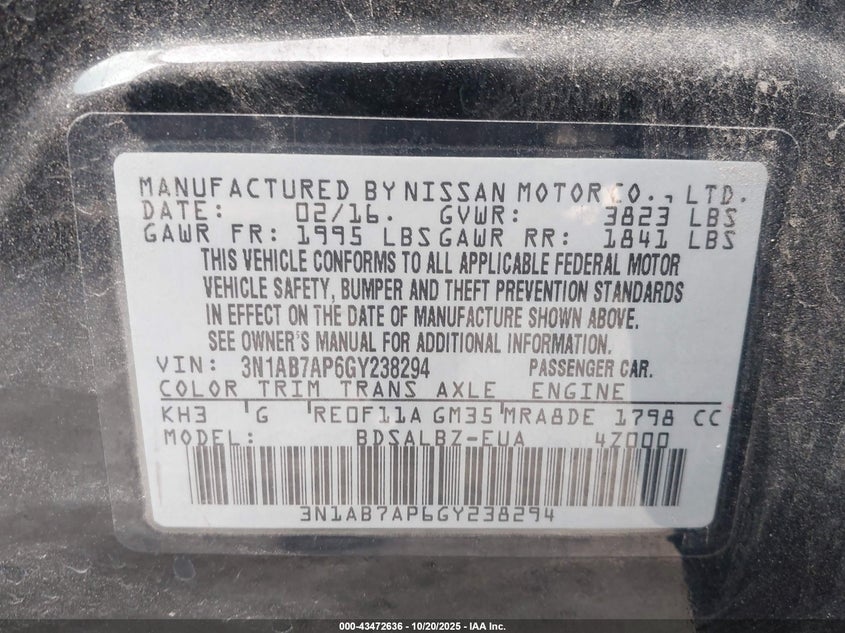 MANUFACTURED BY NISSAN MOTOR CO., LTD.
DATE: 02/16. GVWR: 3823 LBS
GAWR FR: 1995 LBS GAWR RR: 1841 LBS
THIS VEHICLE CONFORMS TO ALL APPLICABLE FEDERAL MOTOR
VEHICLE SAFETY, BUMPER AND THEFT PREVENTION STANDARDS
IN EFFECT ON THE DATE OF MANUFACTURE SHOWN ABOVE.
SEE OWNER'S MANUAL FOR ADDITIONAL INFORMATION.
VIN: 3N1AB7AP6GY238294 PASSENGER CAR.
COLOR TRIM TRANS AXLE ENGINE
KH3 G RE0F11A GM35 MRA8DE 1798 CC
MODEL: BDSALBZ-EUA 4Z000
3N1AB7AP6GY238294
000-43472636 - 10/20/2025 - IAA Inc.